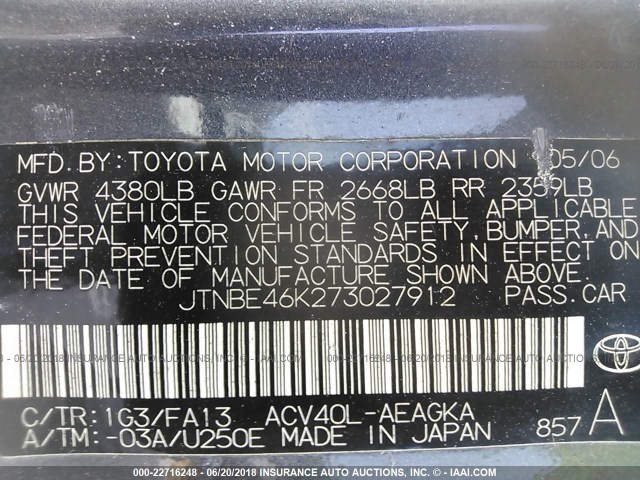 MFD. BY: TOYOTA MOTOR CORPORATION 05/06
GVWR 4380LB GAWR FR 2668LB RR LB
THIS VEHICLE CONFORMS TO ALL APPLICABLE
FEDERAL MOTOR VEHICLE SAFETY, BUMPER, AND
THEFT PREVENTION STANDARDS IN EFFECT ON
THE DATE OF MANUFACTURE SHOWN ABOVE.
JTNBE46K273027912 PASS. CAR
TOYOTA
C/TR: 1G3/FA13 ACV40L-AEAGKA
A/TM: -03A/U250E MADE IN JAPAN 857 A
000-22716248 - 06/20/2018 - INSURANCE AUTO AUCTIONS - (C) - IAAI.COM